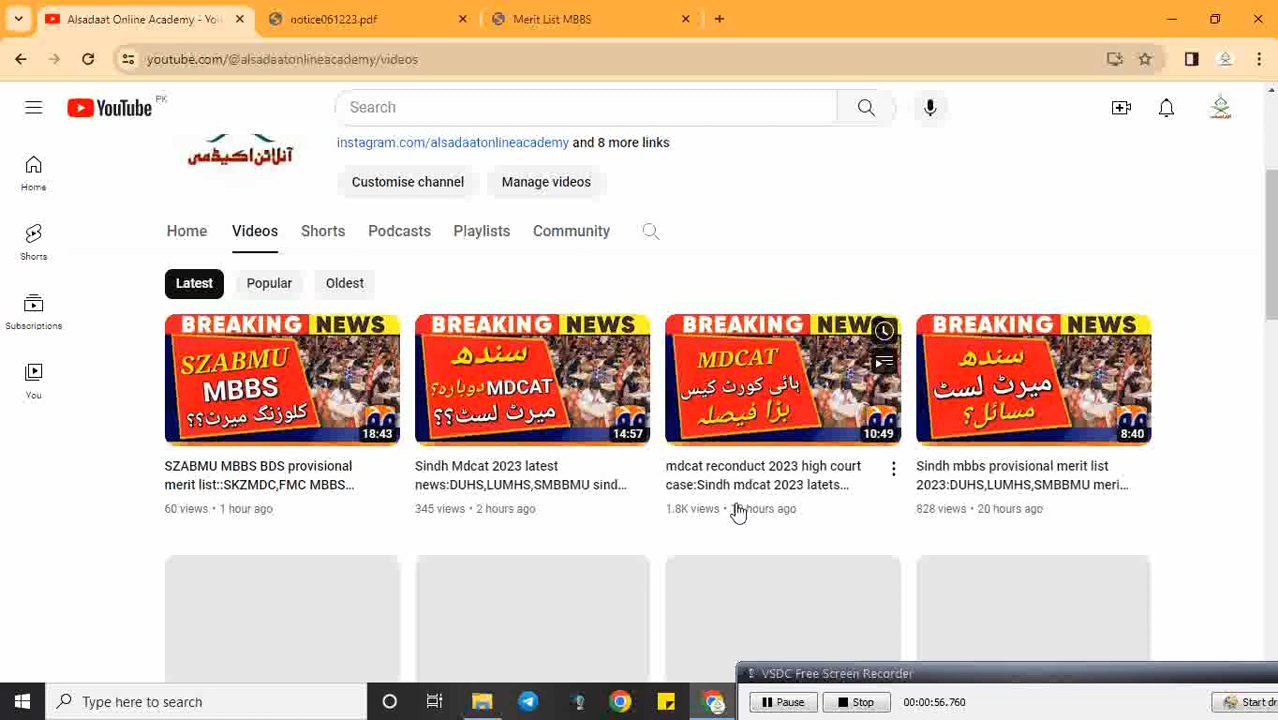 Alsadaat Online Academy - You
notice061223.pdf
Merit List MBBS
youtube.com/@alsadaatonlineacademy/videos
YouTube PK
Search
آنلائن اکیڈمی
instagram.com/alsadaatonlineacademy and 8 more links
Customise channel
Manage videos
Home
Shorts
Subscriptions
You
Home
Videos
Shorts
Podcasts
Playlists
Community
Latest
Popular
Oldest
BREAKING NEWS
SZABMU
MBBS
کلوزنگ میرٹ؟؟
18:43
SZABMU MBBS BDS provisional
merit list::SKZMDC,FMC MBBS...
60 views • 1 hour ago
BREAKING NEWS
سندھ
MDCAT دوبارہ؟
میرٹ لسٹ؟؟
14:57
Sindh Mdcat 2023 latest
news:DUHS,LUMHS,SMBBMU sind...
345 views • 2 hours ago
BREAKING NEWS
MDCAT
ہائی کورٹ کیس
بڑا فیصلہ
10:49
mdcat reconduct 2023 high court
case:Sindh mdcat 2023 latets...
1.8K views • hours ago
BREAKING NEWS
سندھ
میرٹ لسٹ
مسائل؟
8:40
Sindh mbbs provisional merit list
2023:DUHS,LUMHS,SMBBMU meri...
828 views • 20 hours ago
VSDC Free Screen Recorder
Pause
Stop
00:00:56.760
Start dr
Type here to search